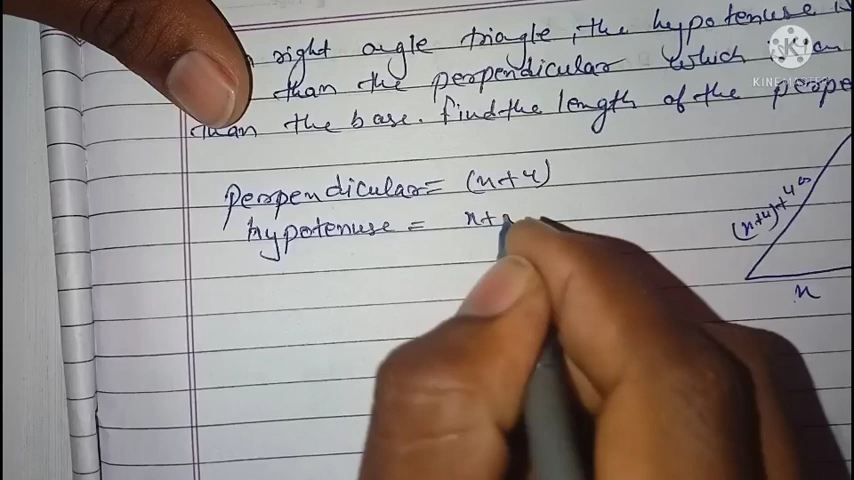 right angle triangle, the hypotenuse
than the perpendicular which
than the base. find the length of the perpe
perpendicular = (x+4)
hypotenuse = x+
(x+4)+4
x
KINEMASTER